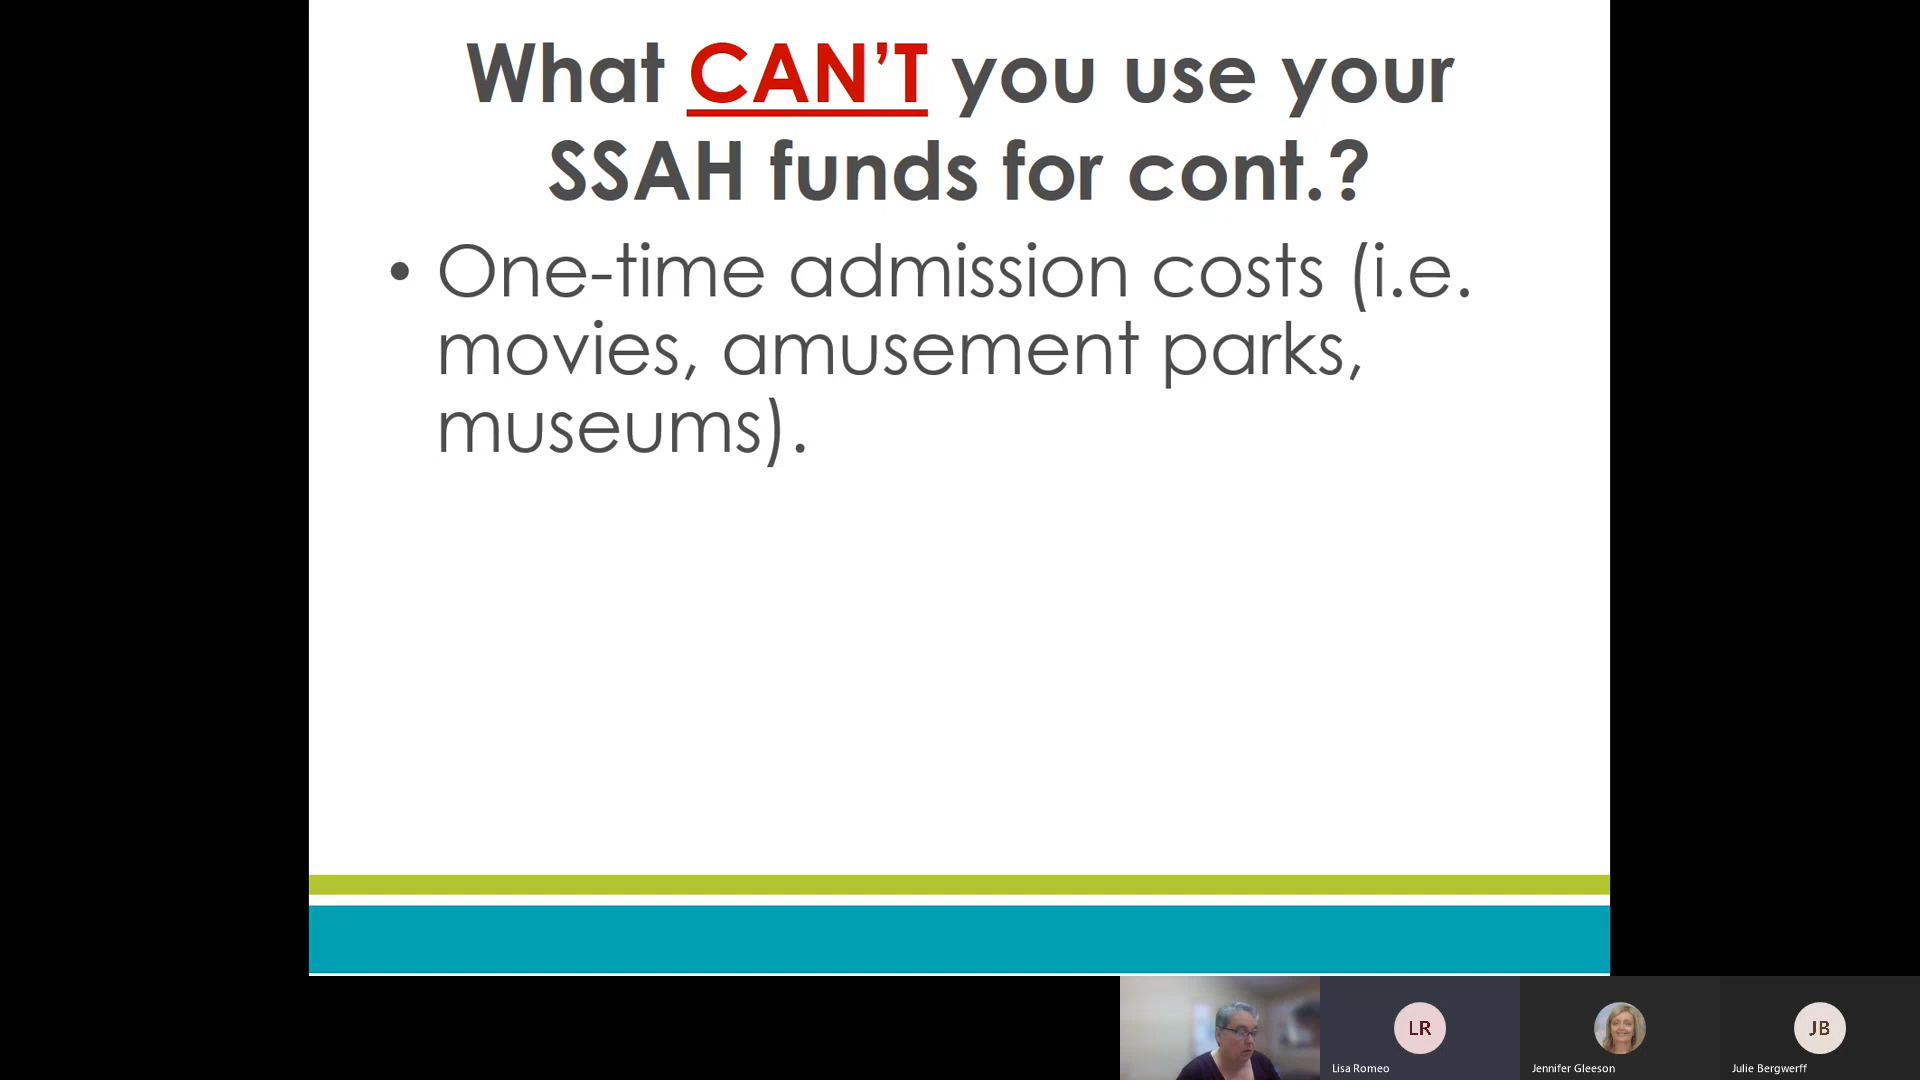 What CAN’T you use your
SSAH funds for cont.?
• One-time admission costs (i.e.
movies, amusement parks,
museums).
LR
JB
Lisa Romeo
Jennifer Gleeson
Julie Bergwerff